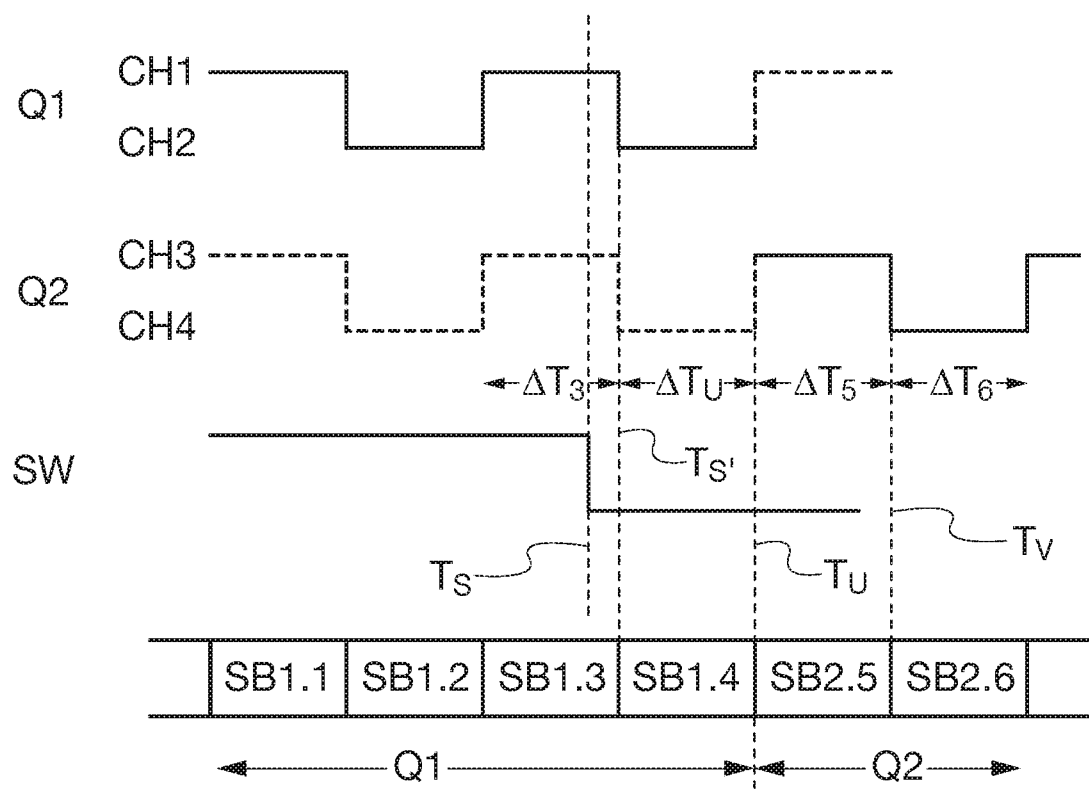 CH1
Q1
CH2
CH3
Q2
CH4
ΔT3 ΔTU ΔT5 ΔT6
SW
TS'
TS TU TV
SB1.1 SB1.2 SB1.3 SB1.4 SB2.5 SB2.6
Q1 Q2